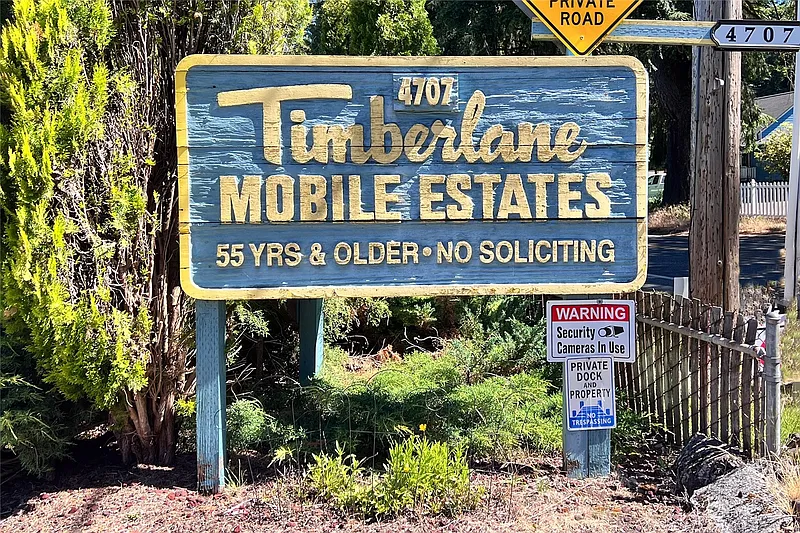 PRIVATE
ROAD
4707
4707
Timberlane
MOBILE ESTATES
55 YRS & OLDER • NO SOLICITING
WARNING
Security
Cameras In Use
PRIVATE
DOCK
AND
PROPERTY
NO
TRESPASSING